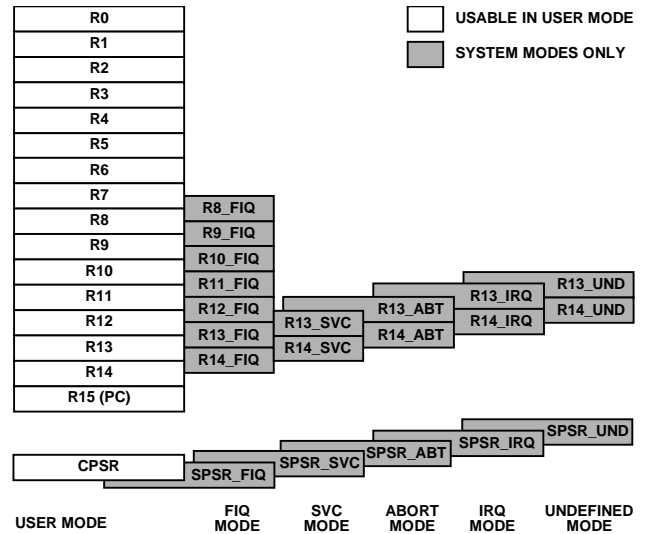 R0
R1
R2
R3
R4
R5
R6
R7
R8
R9
R10
R11
R12
R13
R14
R15 (PC)
USABLE IN USER MODE
SYSTEM MODES ONLY
R8_FIQ
R9_FIQ
R10_FIQ
R11_FIQ
R12_FIQ
R13_FIQ
R14_FIQ
R13_SVC
R14_SVC
R13_ABT
R14_ABT
R13_IRQ
R14_IRQ
R13_UND
R14_UND
CPSR
SPSR_FIQ
SPSR_SVC
SPSR_ABT
SPSR_IRQ
SPSR_UND
USER MODE
FIQ
MODE
SVC
MODE
ABORT
MODE
IRQ
MODE
UNDEFINED
MODE